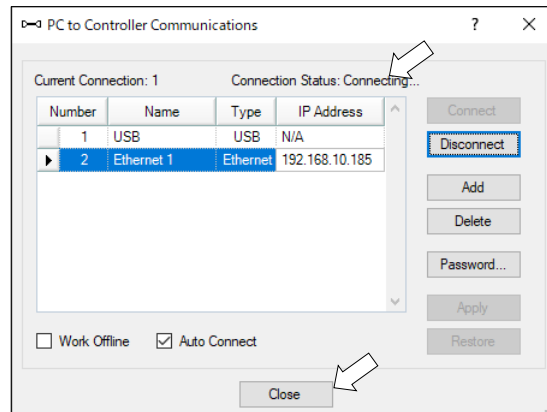 PC to Controller Communications ? ×
Current Connection: 1 Connection Status: Connecting...
Number Name Type IP Address
1 USB USB N/A
2 Ethernet 1 Ethernet 192.168.10.185
Connect
Disconnect
Add
Delete
Password...
Apply
Restore
Work Offline Auto Connect
Close